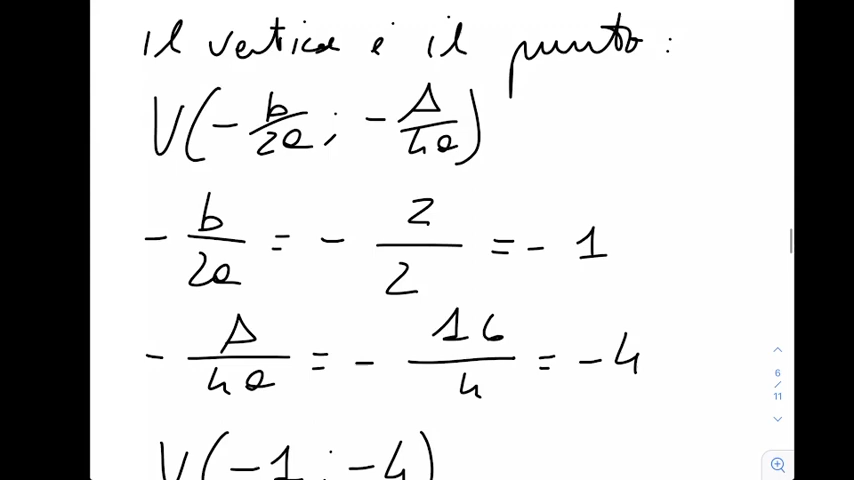 il vertice è il punto:
V(-b/2a; -Δ/4a)
-b/2a = -2/2 = -1
-Δ/4a = -16/4 = -4
V(-1; -4)
6
/
11